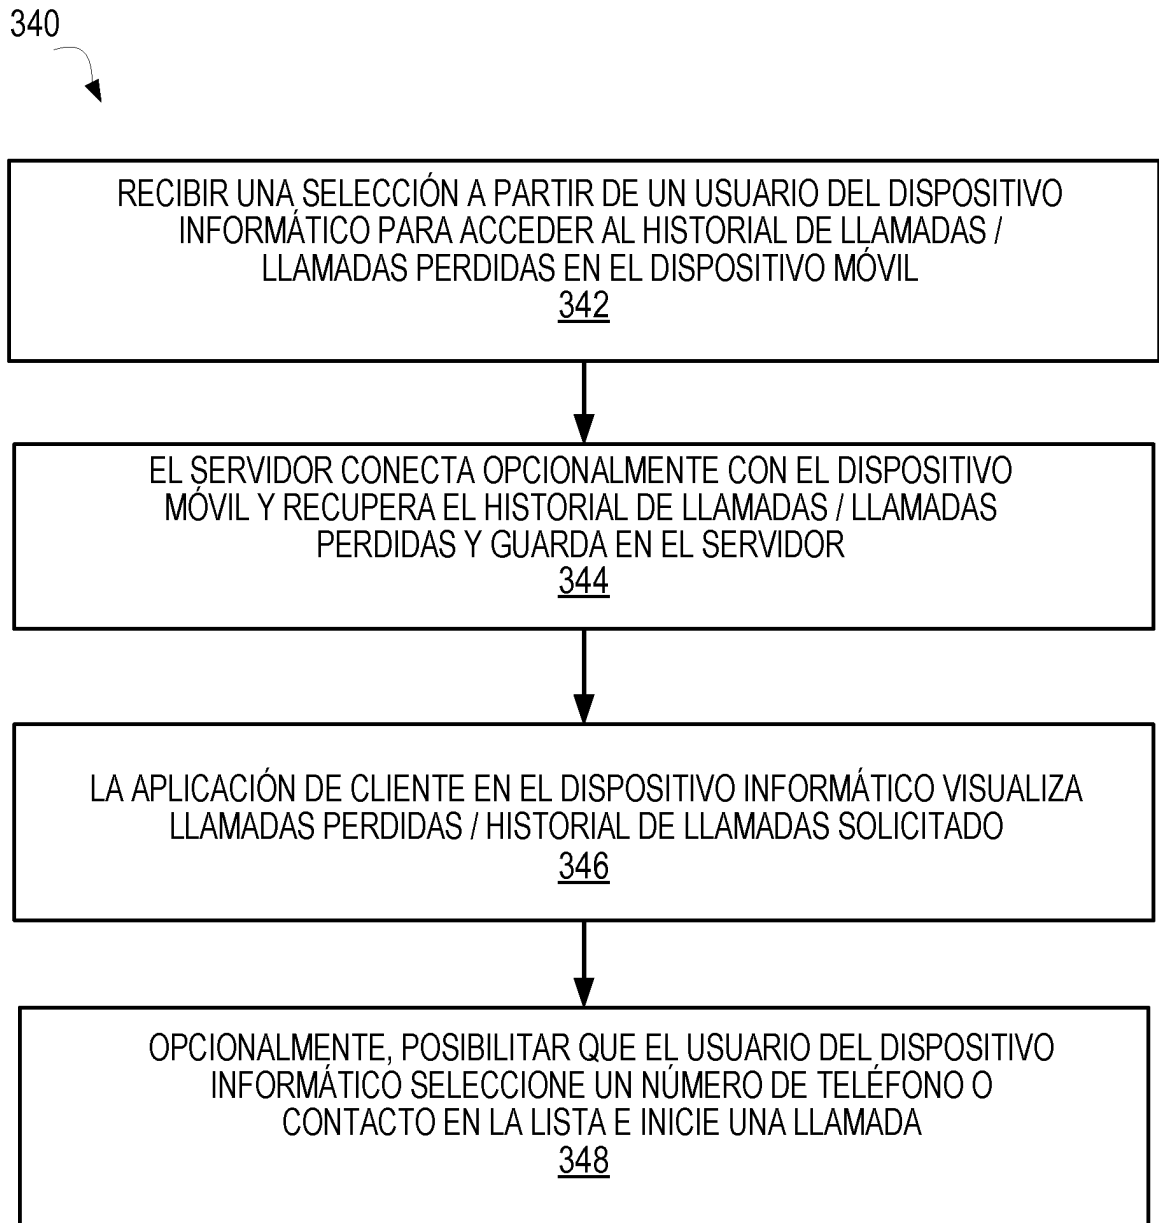 340
RECIBIR UNA SELECCIÓN A PARTIR DE UN USUARIO DEL DISPOSITIVO
INFORMÁTICO PARA ACCEDER AL HISTORIAL DE LLAMADAS /
LLAMADAS PERDIDAS EN EL DISPOSITIVO MÓVIL
342
EL SERVIDOR CONECTA OPCIONALMENTE CON EL DISPOSITIVO
MÓVIL Y RECUPERA EL HISTORIAL DE LLAMADAS / LLAMADAS
PERDIDAS Y GUARDA EN EL SERVIDOR
344
LA APLICACIÓN DE CLIENTE EN EL DISPOSITIVO INFORMÁTICO VISUALIZA
LLAMADAS PERDIDAS / HISTORIAL DE LLAMADAS SOLICITADO
346
OPCIONALMENTE, POSIBILITAR QUE EL USUARIO DEL DISPOSITIVO
INFORMÁTICO SELECCIONE UN NÚMERO DE TELÉFONO O
CONTACTO EN LA LISTA E INICIE UNA LLAMADA
348